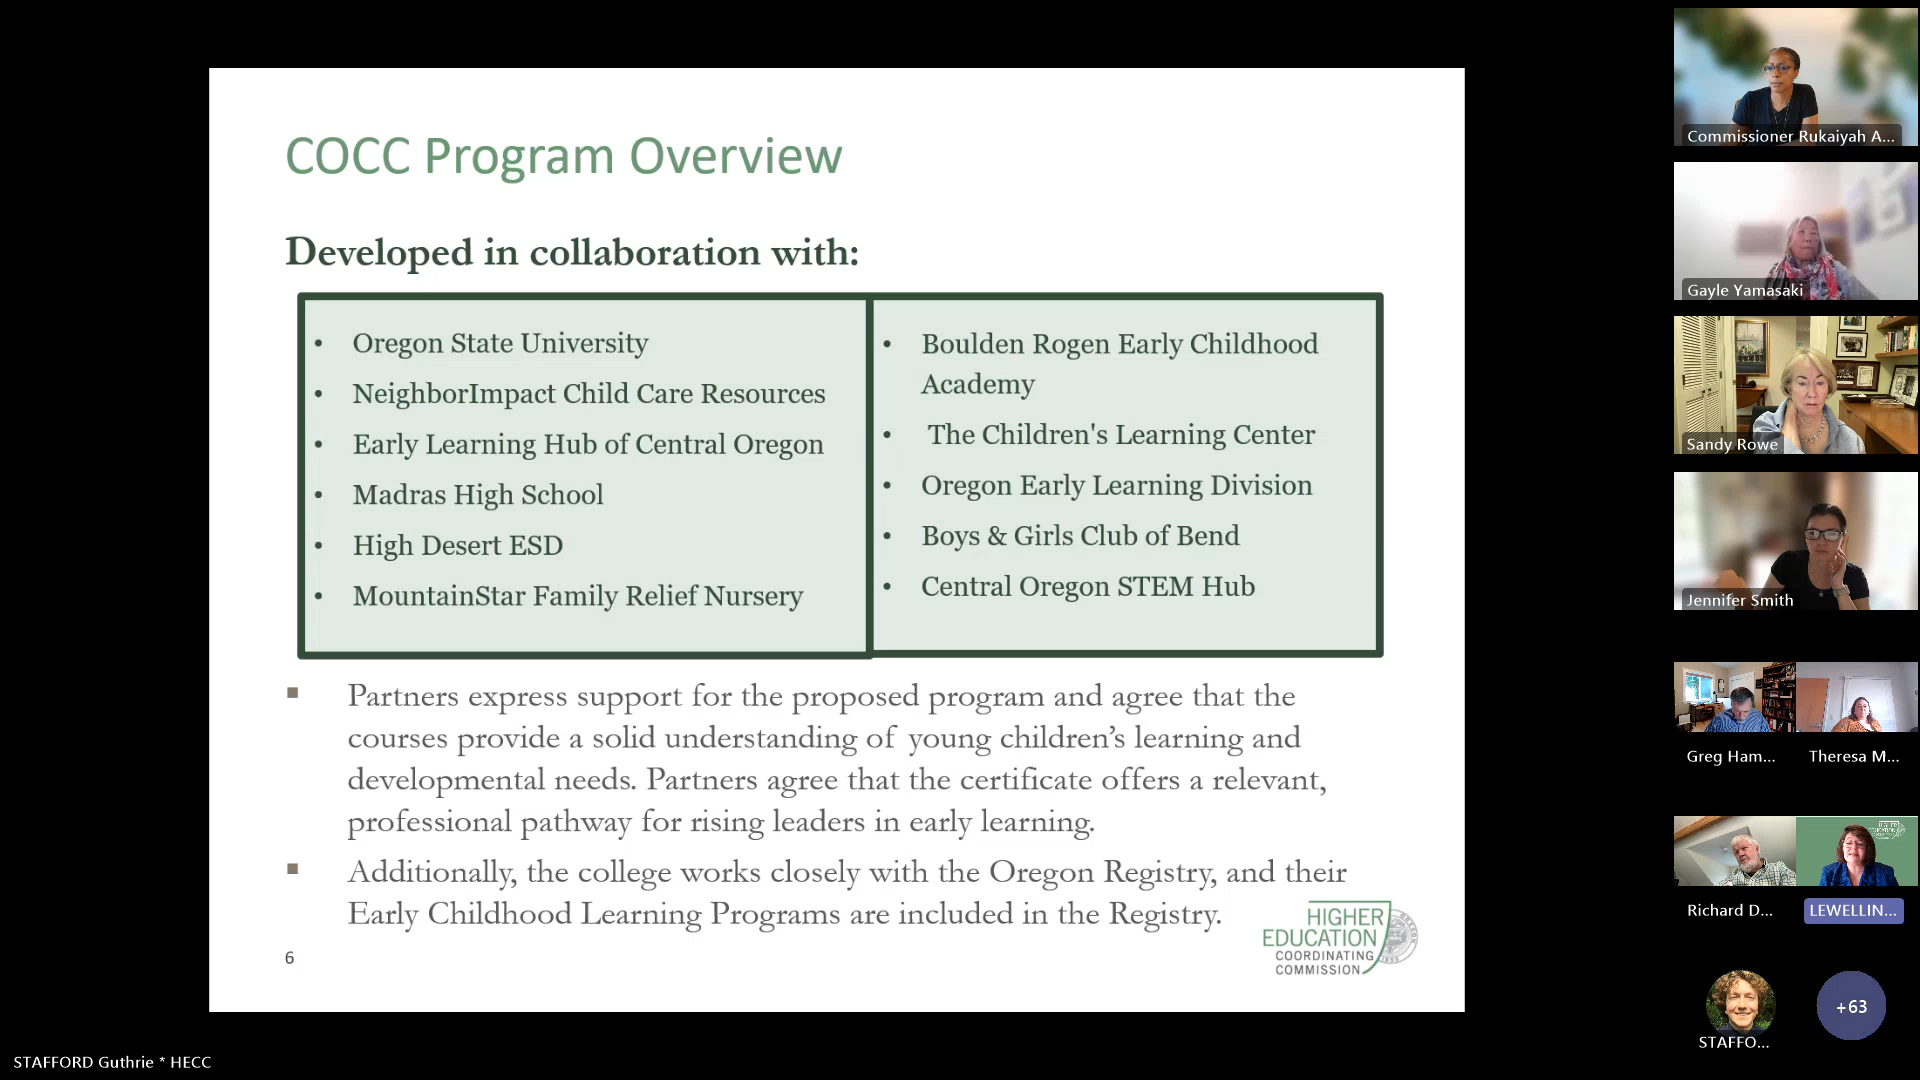 COCC Program Overview
Developed in collaboration with:
• Oregon State University
• NeighborImpact Child Care Resources
• Early Learning Hub of Central Oregon
• Madras High School
• High Desert ESD
• MountainStar Family Relief Nursery
• Boulden Rogen Early Childhood
Academy
• The Children's Learning Center
• Oregon Early Learning Division
• Boys & Girls Club of Bend
• Central Oregon STEM Hub
▪ Partners express support for the proposed program and agree that the
courses provide a solid understanding of young children’s learning and
developmental needs. Partners agree that the certificate offers a relevant,
professional pathway for rising leaders in early learning.
▪ Additionally, the college works closely with the Oregon Registry, and their
Early Childhood Learning Programs are included in the Registry.
6
HIGHER
EDUCATION
COORDINATING
COMMISSION
Commissioner Rukaiyah A...
Gayle Yamasaki
Sandy Rowe
Jennifer Smith
Greg Ham...
Theresa M...
Richard D...
LEWELLIN...
STAFFO...
+63
STAFFORD Guthrie * HECC